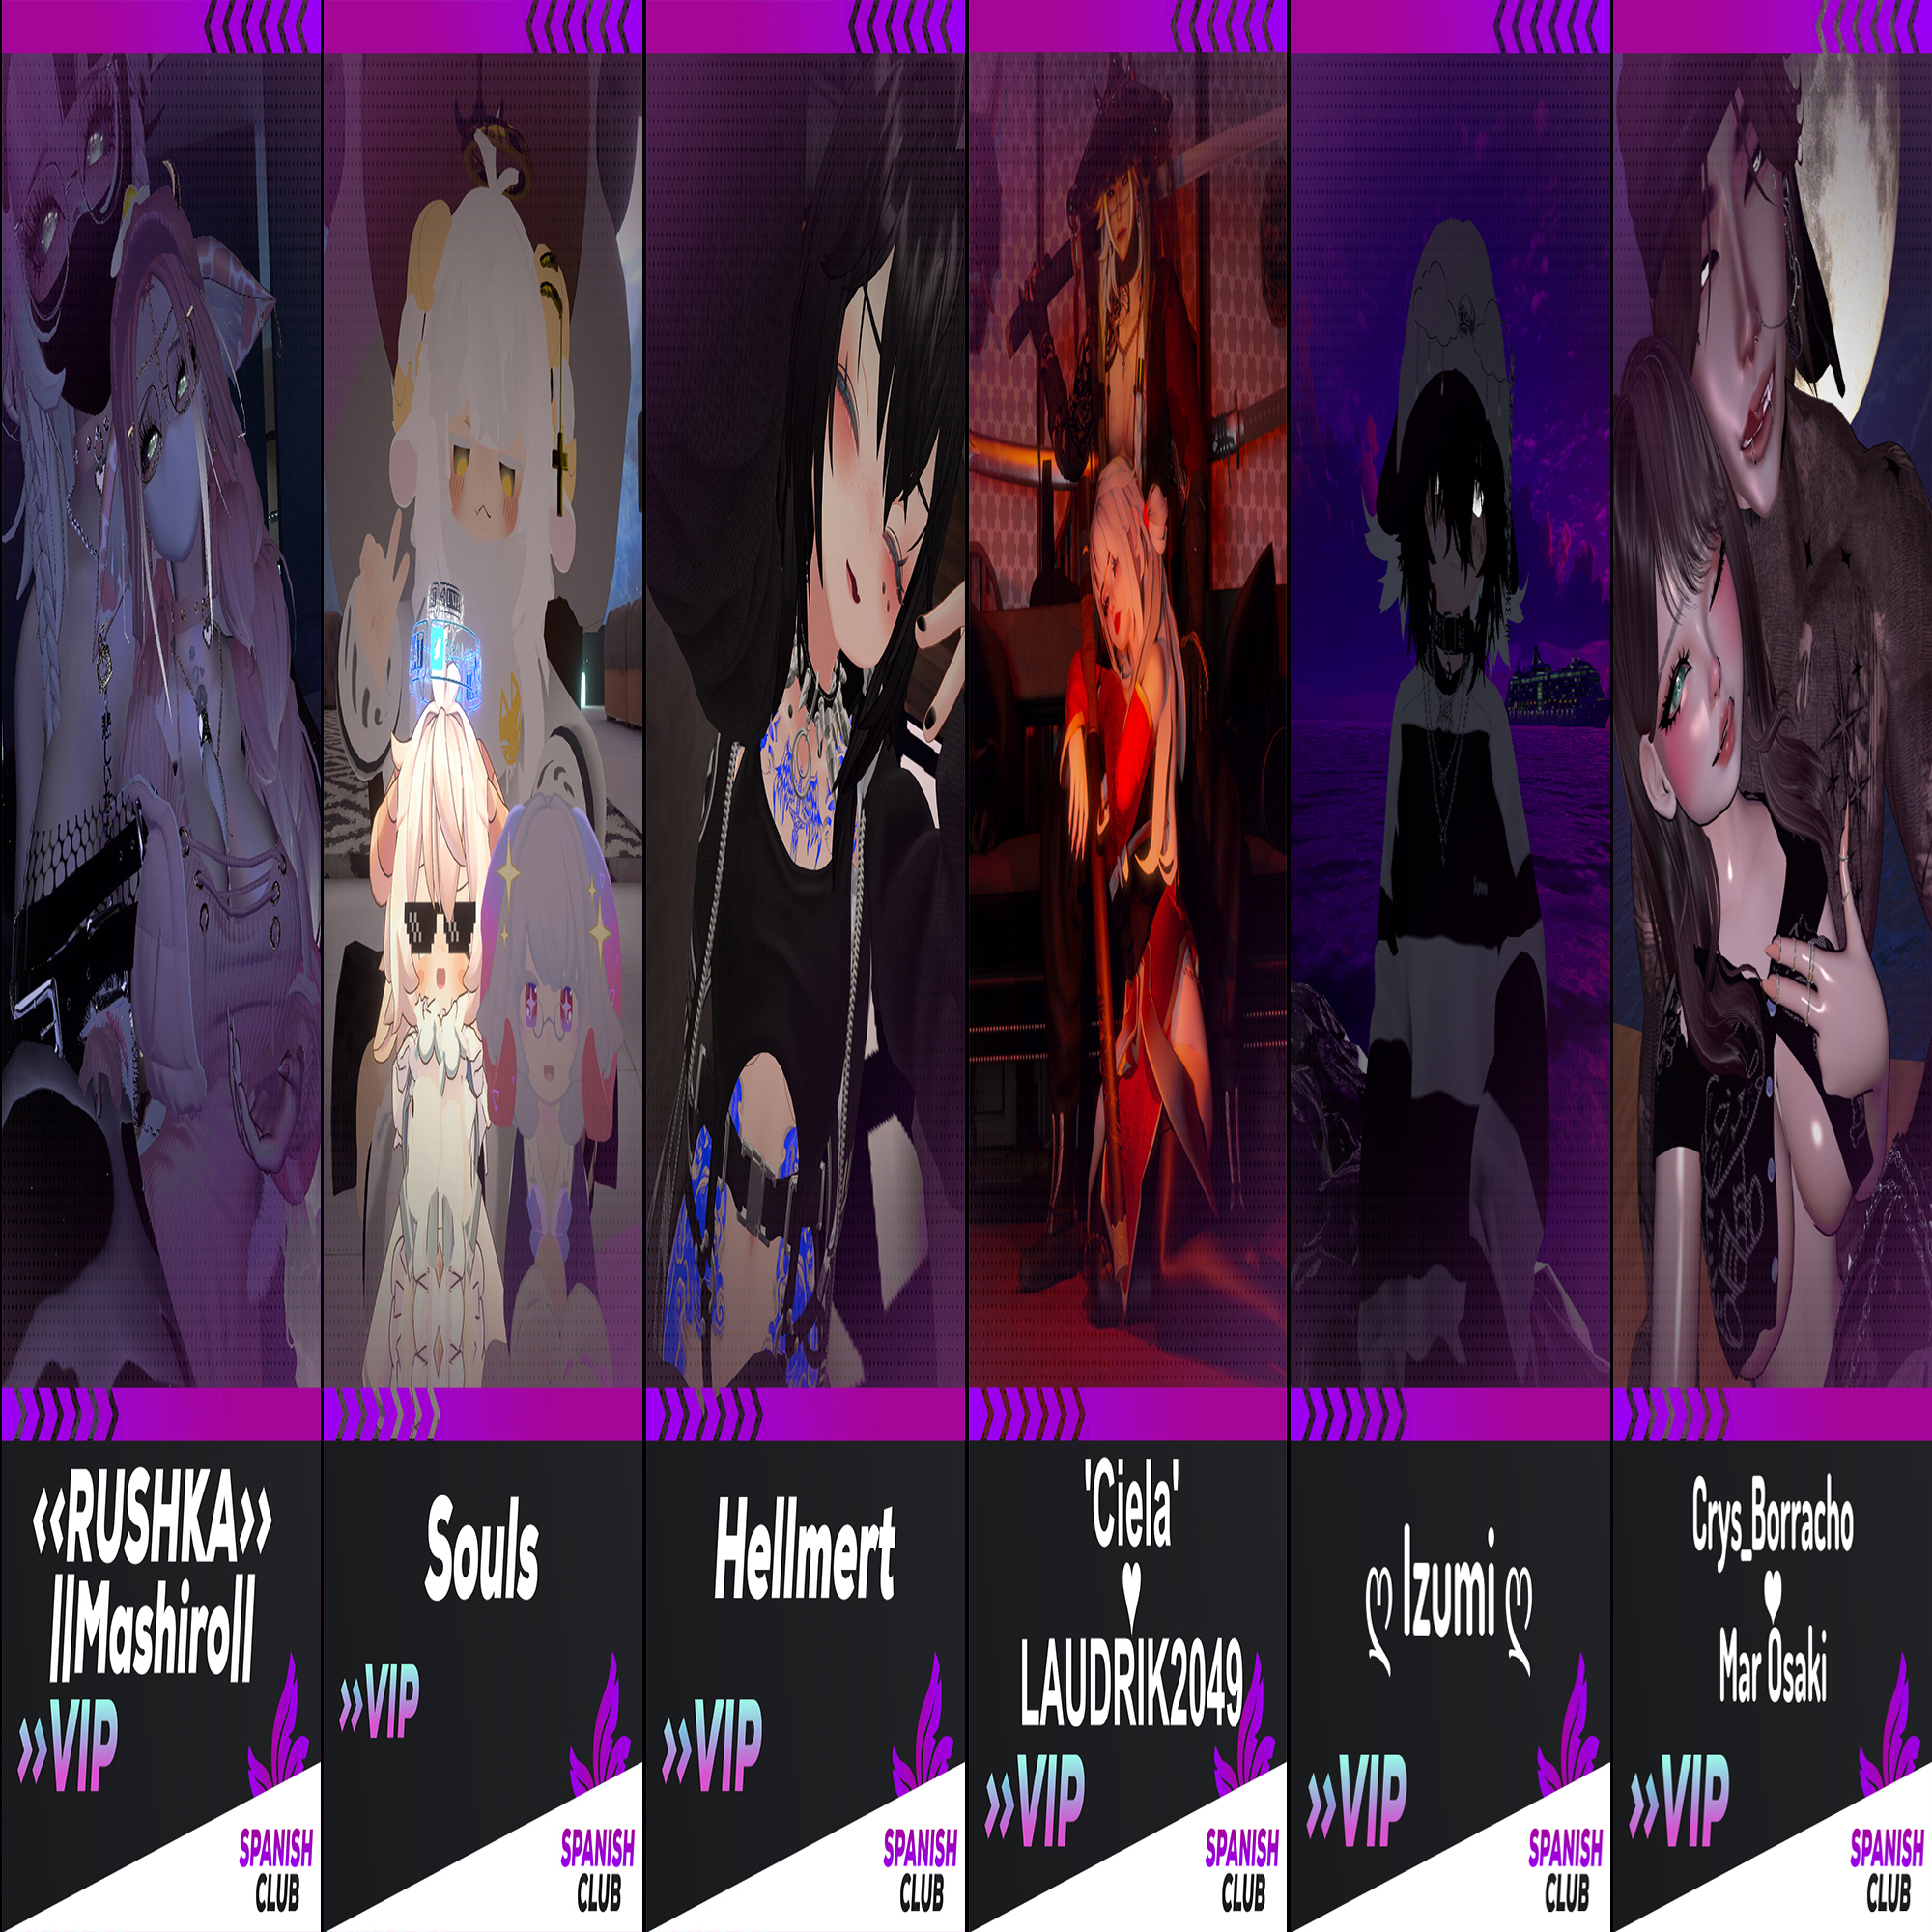 ‹‹RUSHKA››
||Mashiro||
››VIP
SPANISH
CLUB
Souls
››VIP
SPANISH
CLUB
Hellmert
››VIP
SPANISH
CLUB
'Ciela'
♥
LAUDRIK2049
››VIP
SPANISH
CLUB
ღ Izumi ღ
››VIP
SPANISH
CLUB
Crys_Borracho
♥
Mar Osaki
››VIP
SPANISH
CLUB